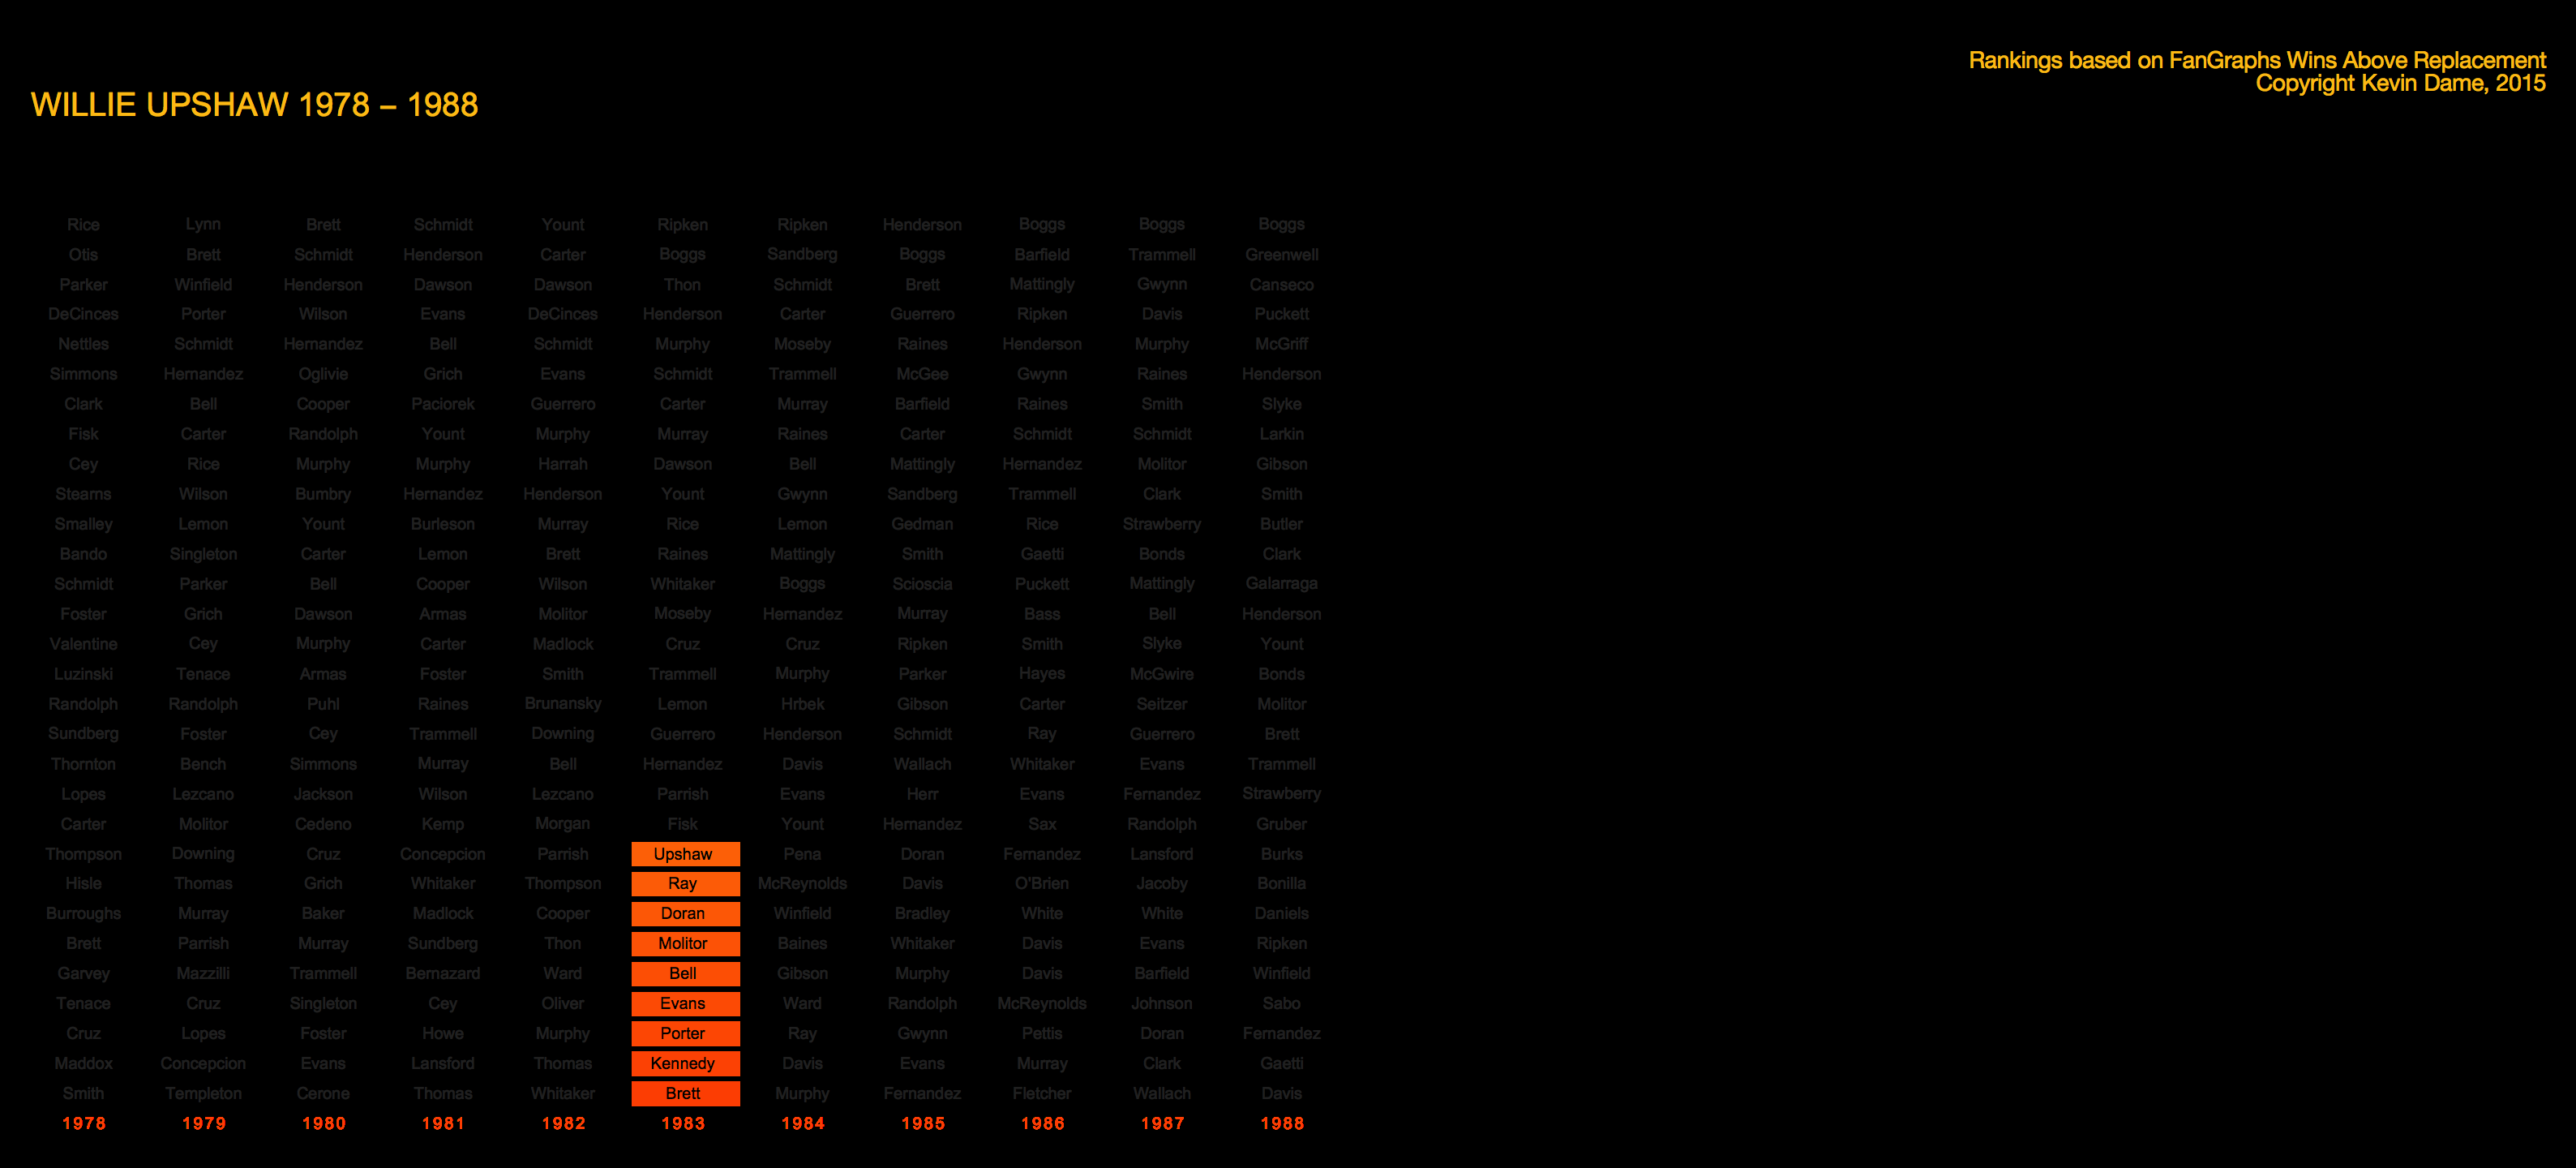 Rankings based on FanGraphs Wins Above Replacement
Copyright Kevin Dame, 2015
WILLIE UPSHAW 1978 – 1988
Rice Lynn Brett Schmidt Yount Ripken Ripken Henderson Boggs Boggs Boggs
Otis Brett Schmidt Henderson Carter Boggs Sandberg Boggs Barfield Trammell Greenwell
Parker Winfield Henderson Dawson Dawson Thon Schmidt Brett Mattingly Gwynn Canseco
DeCinces Porter Wilson Evans DeCinces Henderson Carter Guerrero Ripken Davis Puckett
Nettles Schmidt Hernandez Bell Schmidt Murphy Moseby Raines Henderson Murphy McGriff
Simmons Hernandez Oglivie Grich Evans Schmidt Trammell McGee Gwynn Raines Henderson
Clark Bell Cooper Paciorek Guerrero Carter Murray Barfield Raines Smith Slyke
Fisk Carter Randolph Yount Murphy Murray Raines Carter Schmidt Schmidt Larkin
Cey Rice Murphy Murphy Harrah Dawson Bell Mattingly Hernandez Molitor Gibson
Stearns Wilson Bumbry Hernandez Henderson Yount Gwynn Sandberg Trammell Clark Smith
Smalley Lemon Yount Burleson Murray Rice Lemon Gedman Rice Strawberry Butler
Bando Singleton Carter Lemon Brett Raines Mattingly Smith Gaetti Bonds Clark
Schmidt Parker Bell Cooper Wilson Whitaker Boggs Scioscia Puckett Mattingly Galarraga
Foster Grich Dawson Armas Molitor Moseby Hernandez Murray Bass Bell Henderson
Valentine Cey Murphy Carter Madlock Cruz Cruz Ripken Smith Slyke Yount
Luzinski Tenace Armas Foster Smith Trammell Murphy Parker Hayes McGwire Bonds
Randolph Randolph Puhl Raines Brunansky Lemon Hrbek Gibson Carter Seitzer Molitor
Sundberg Foster Cey Trammell Downing Guerrero Henderson Schmidt Ray Guerrero Brett
Thornton Bench Simmons Murray Bell Hernandez Davis Wallach Whitaker Evans Trammell
Lopes Lezcano Jackson Wilson Lezcano Parrish Evans Herr Evans Fernandez Strawberry
Carter Molitor Cedeno Kemp Morgan Fisk Yount Hernandez Sax Randolph Gruber
Thompson Downing Cruz Concepcion Parrish Upshaw Pena Doran Fernandez Lansford Burks
Hisle Thomas Grich Whitaker Thompson Ray McReynolds Davis O'Brien Jacoby Bonilla
Burroughs Murray Baker Madlock Cooper Doran Winfield Bradley White White Daniels
Brett Parrish Murray Sundberg Thon Molitor Baines Whitaker Davis Evans Ripken
Garvey Mazzilli Trammell Bernazard Ward Bell Gibson Murphy Davis Barfield Winfield
Tenace Cruz Singleton Cey Oliver Evans Ward Randolph McReynolds Johnson Sabo
Cruz Lopes Foster Howe Murphy Porter Ray Gwynn Pettis Doran Fernandez
Maddox Concepcion Evans Lansford Thomas Kennedy Davis Evans Murray Clark Gaetti
Smith Templeton Cerone Thomas Whitaker Brett Murphy Fernandez Fletcher Wallach Davis
1978 1979 1980 1981 1982 1983 1984 1985 1986 1987 1988